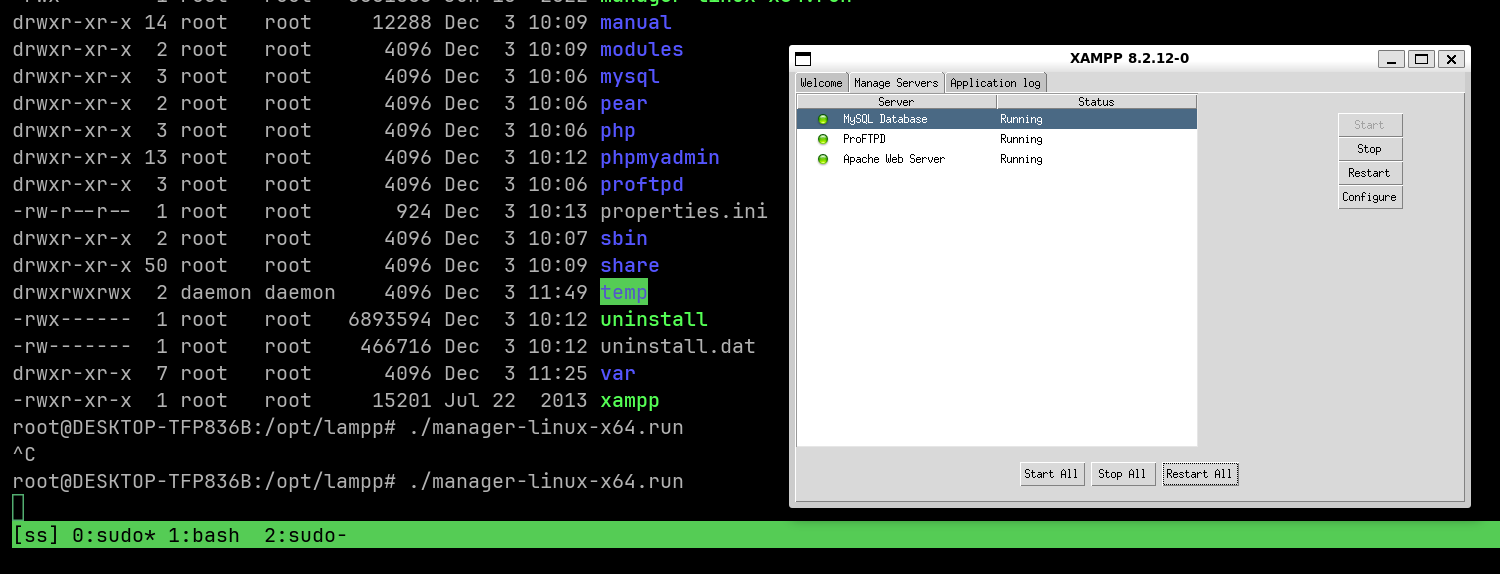 drwxr-xr-x 14 root   root     12288 Dec  3 10:09 manual
drwxr-xr-x  2 root   root      4096 Dec  3 10:09 modules
drwxr-xr-x  3 root   root      4096 Dec  3 10:06 mysql
drwxr-xr-x  2 root   root      4096 Dec  3 10:06 pear
drwxr-xr-x  3 root   root      4096 Dec  3 10:06 php
drwxr-xr-x 13 root   root      4096 Dec  3 10:12 phpmyadmin
drwxr-xr-x  3 root   root      4096 Dec  3 10:06 proftpd
-rw-r--r--  1 root   root       924 Dec  3 10:13 properties.ini
drwxr-xr-x  2 root   root      4096 Dec  3 10:07 sbin
drwxr-xr-x 50 root   root      4096 Dec  3 10:09 share
drwxrwxrwx  2 daemon daemon    4096 Dec  3 11:49 temp
-rwx------  1 root   root   6893594 Dec  3 10:12 uninstall
-rw-------  1 root   root    466716 Dec  3 10:12 uninstall.dat
drwxr-xr-x  7 root   root      4096 Dec  3 11:25 var
-rwxr-xr-x  1 root   root     15201 Jul 22  2013 xampp
root@DESKTOP-TFP836B:/opt/lampp# ./manager-linux-x64.run
^C
root@DESKTOP-TFP836B:/opt/lampp# ./manager-linux-x64.run
[ss] 0:sudo* 1:bash  2:sudo-
XAMPP 8.2.12-0
Welcome Manage Servers Application log
Server Status
MySQL Database Running
ProFTPD Running
Apache Web Server Running
Start
Stop
Restart
Configure
Start All Stop All Restart All